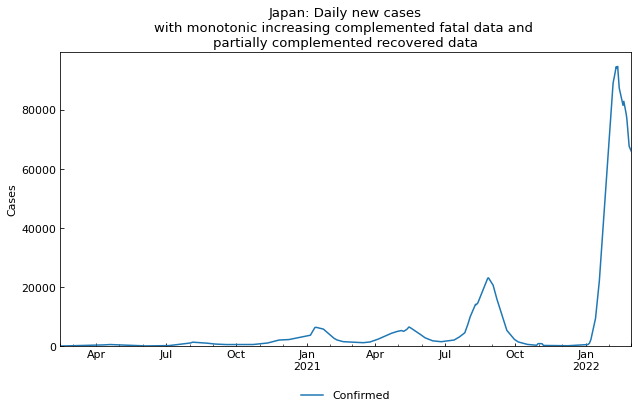 Japan: Daily new cases
with monotonic increasing complemented fatal data and
partially complemented recovered data
Cases
80000
60000
40000
20000
0
Apr Jul Oct Jan Apr Jul Oct Jan
2021 2022
Confirmed